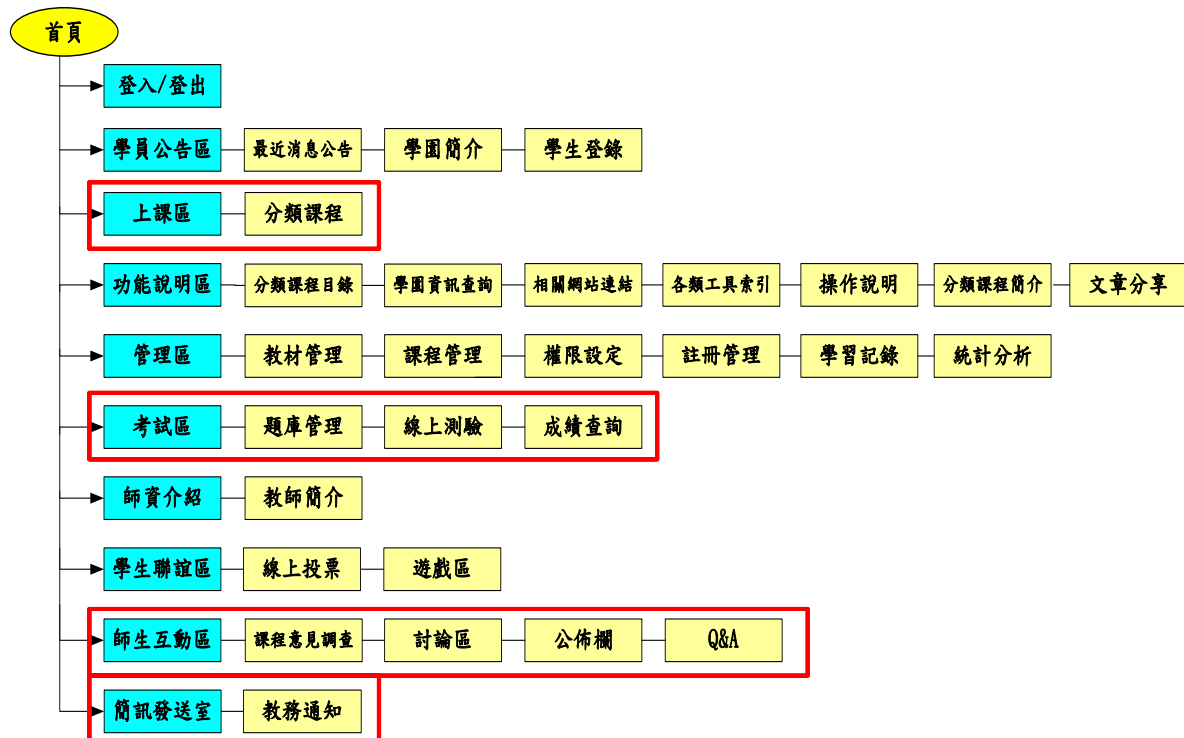 首頁
登入/登出
學員公告區 最近消息公告 學園簡介 學生登錄
上課區 分類課程
功能說明區 分類課程目錄 學園資訊查詢 相關網站連結 各類工具索引 操作說明 分類課程簡介 文章分享
管理區 教材管理 課程管理 權限設定 註冊管理 學習記錄 統計分析
考試區 題庫管理 線上測驗 成績查詢
師資介紹 教師簡介
學生聯誼區 線上投票 遊戲區
師生互動區 課程意見調查 討論區 公佈欄 Q&A
簡訊發送室 教務通知